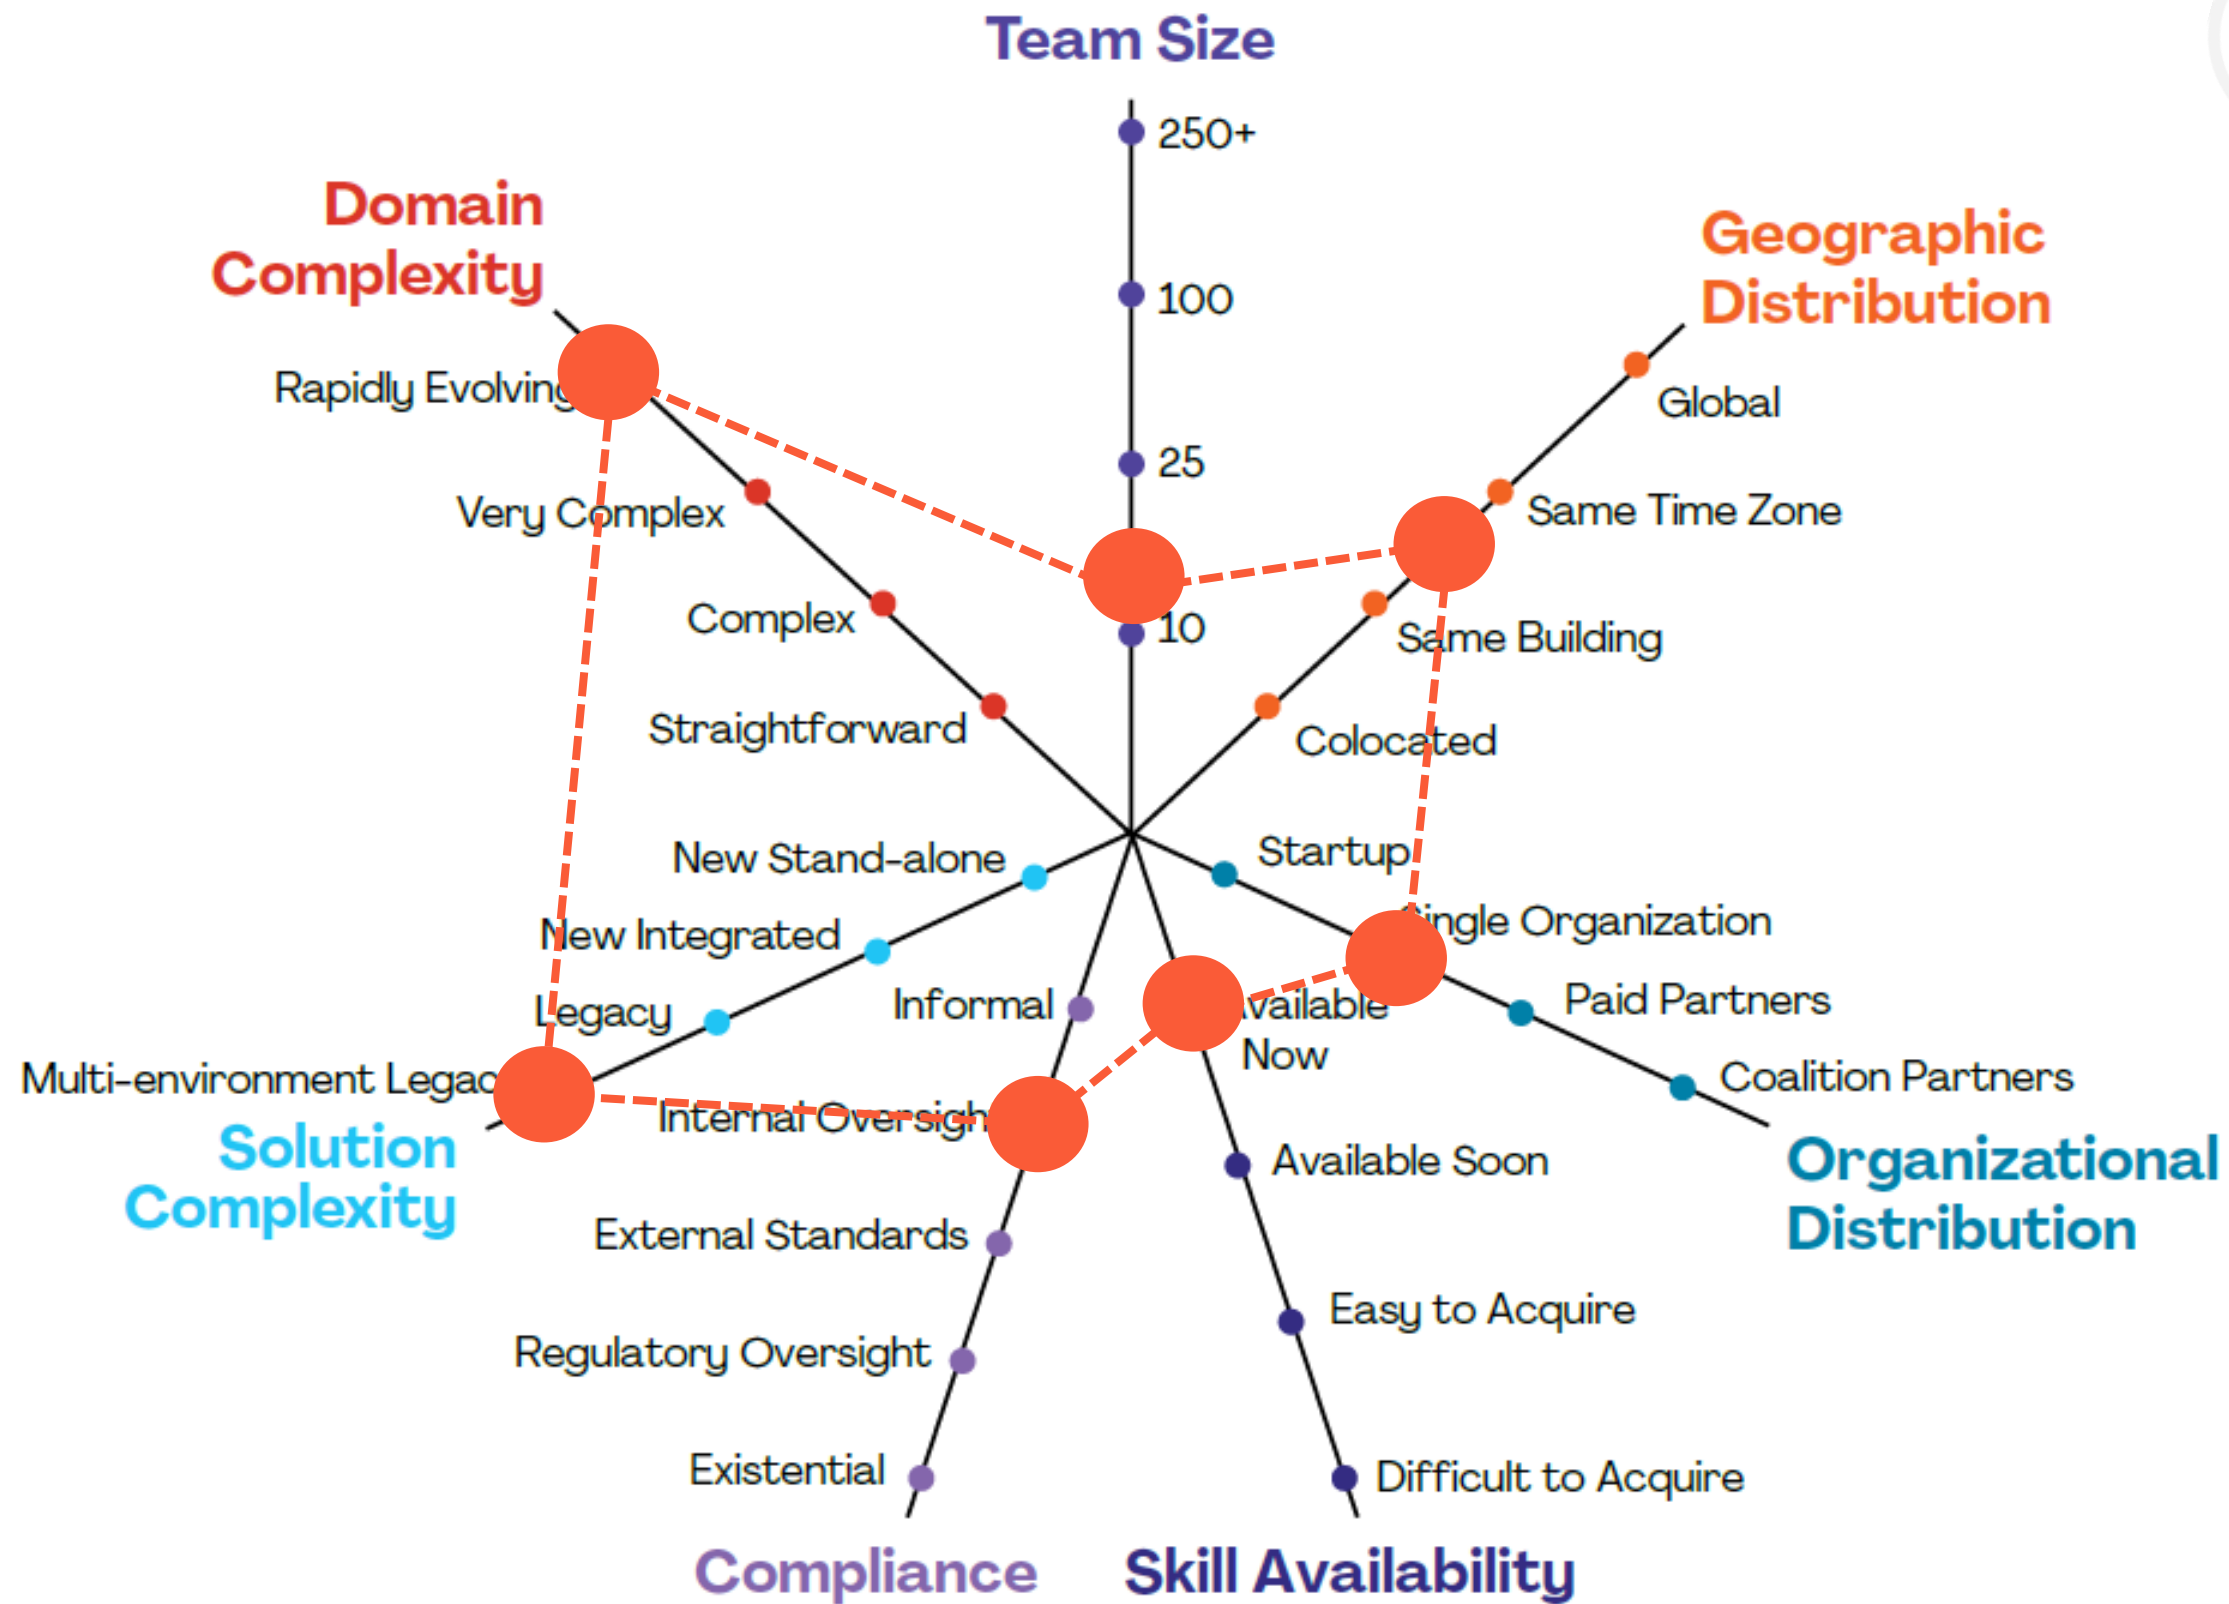 Team Size
250+
100
25
10
Domain
Complexity
Rapidly Evolving
Very Complex
Complex
Straightforward
Geographic
Distribution
Global
Same Time Zone
Same Building
Colocated
Startup
Single Organization
Paid Partners
Coalition Partners
Organizational
Distribution
New Stand-alone
New Integrated
Legacy
Multi-environment Legac
Solution
Complexity
Informal
Internal Oversigh
External Standards
Regulatory Oversight
Existential
Compliance
Available
Now
Available Soon
Easy to Acquire
Difficult to Acquire
Skill Availability